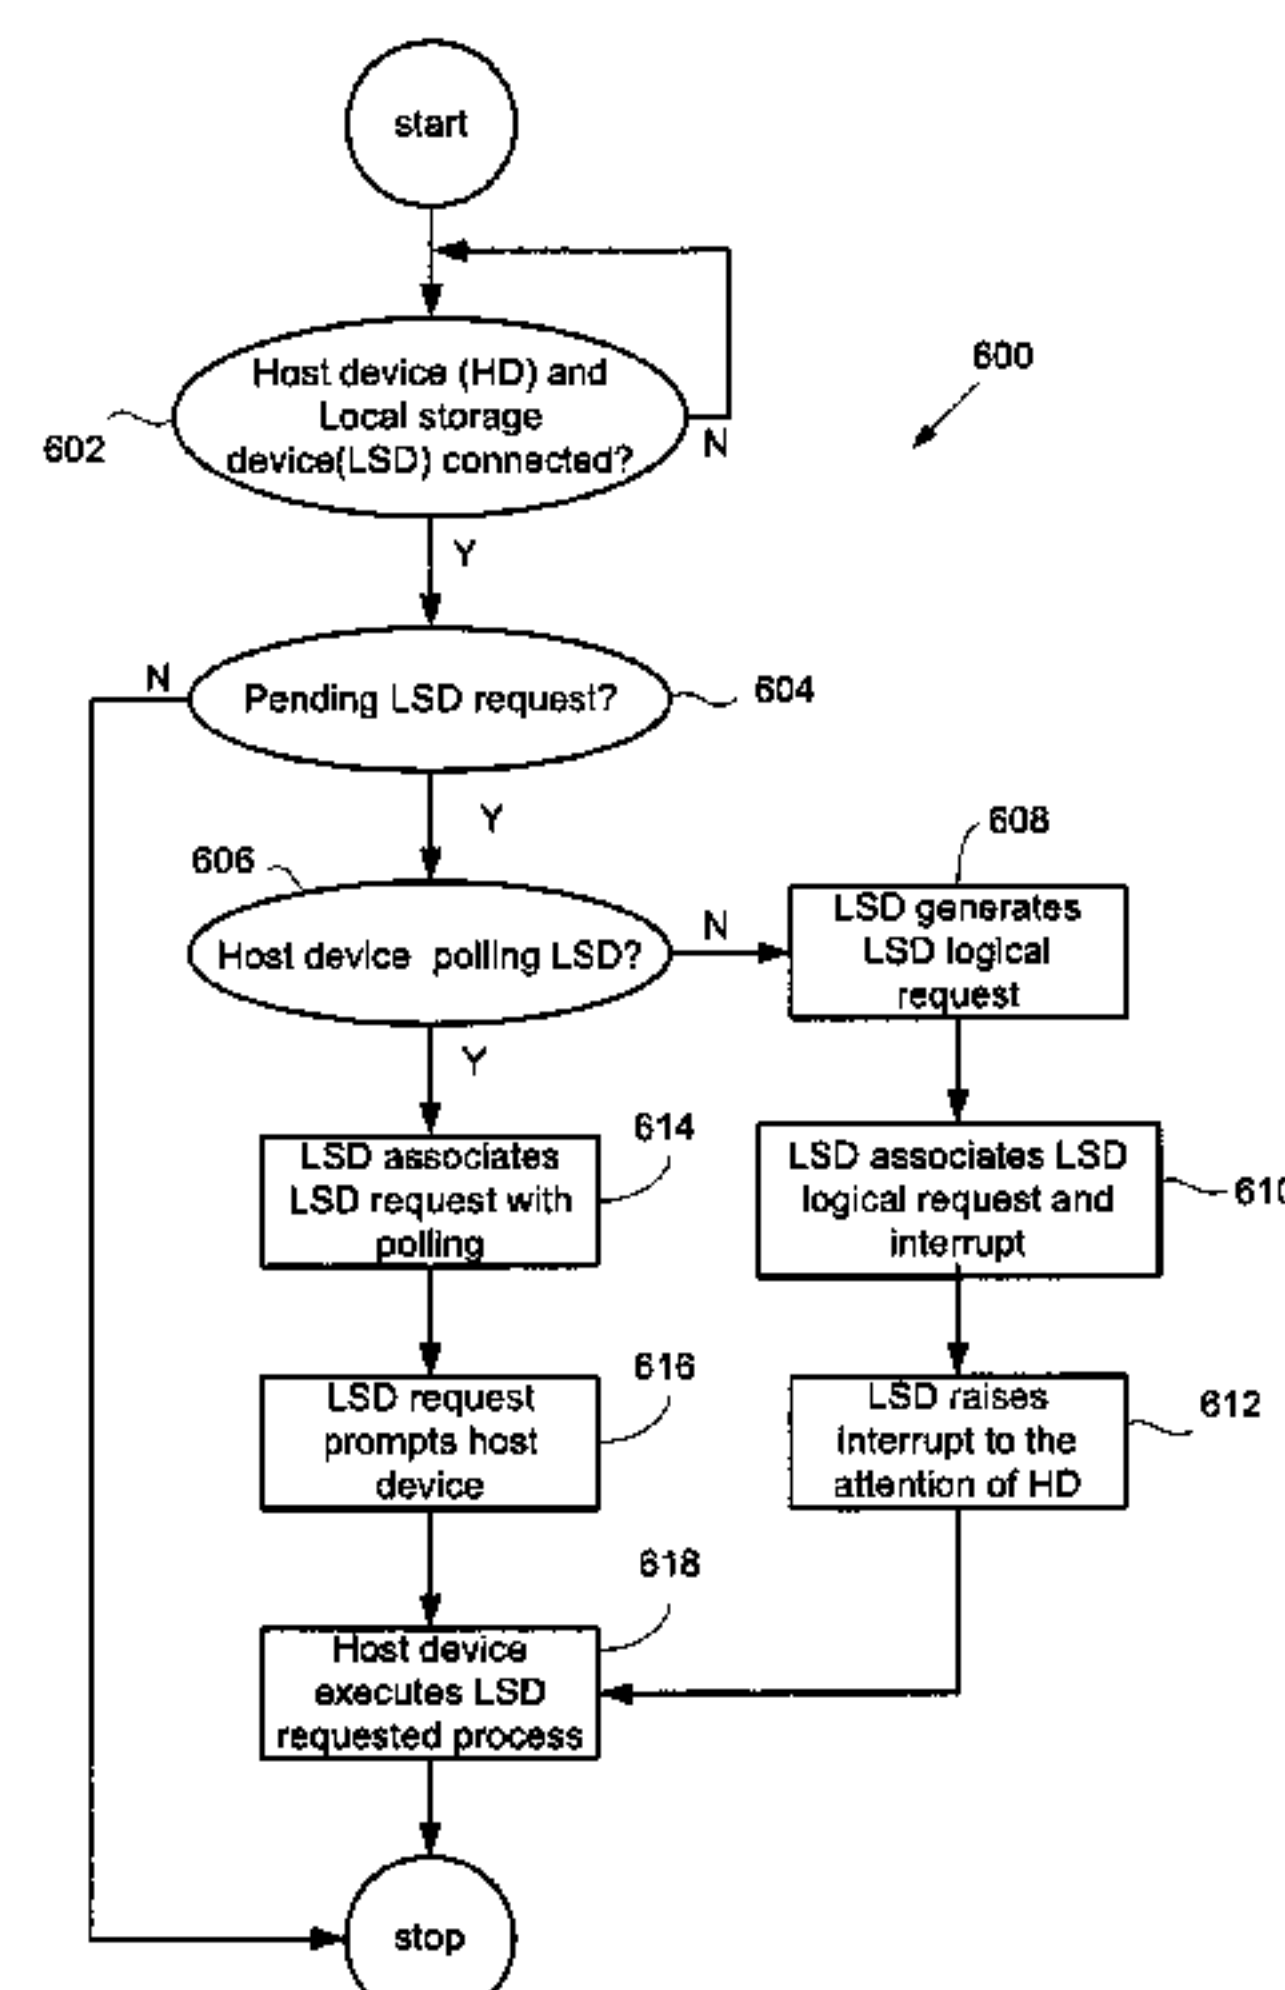 start
Host device (HD) and
Local storage
device(LSD) connected?
602
N
600
Y
N
Pending LSD request?
604
Y
606
Host device polling LSD?
N
608
LSD generates
LSD logical
request
Y
614
LSD associates
LSD request with
polling
LSD associates LSD
logical request and
interrupt
610
616
LSD request
prompts host
device
LSD raises
interrupt to the
attention of HD
612
618
Host device
executes LSD
requested process
stop